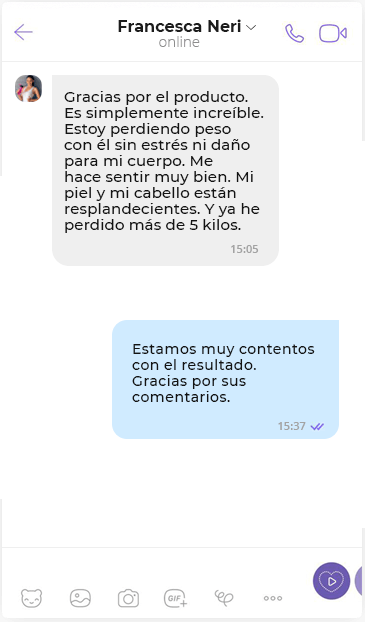 Francesca Neri
online
Gracias por el producto.
Es simplemente increíble.
Estoy perdiendo peso
con él sin estrés ni daño
para mi cuerpo. Me
hace sentir muy bien. Mi
piel y mi cabello están
resplandecientes. Y ya he
perdido más de 5 kilos.
15:05
Estamos muy contentos
con el resultado.
Gracias por sus
comentarios.
15:37
GIF